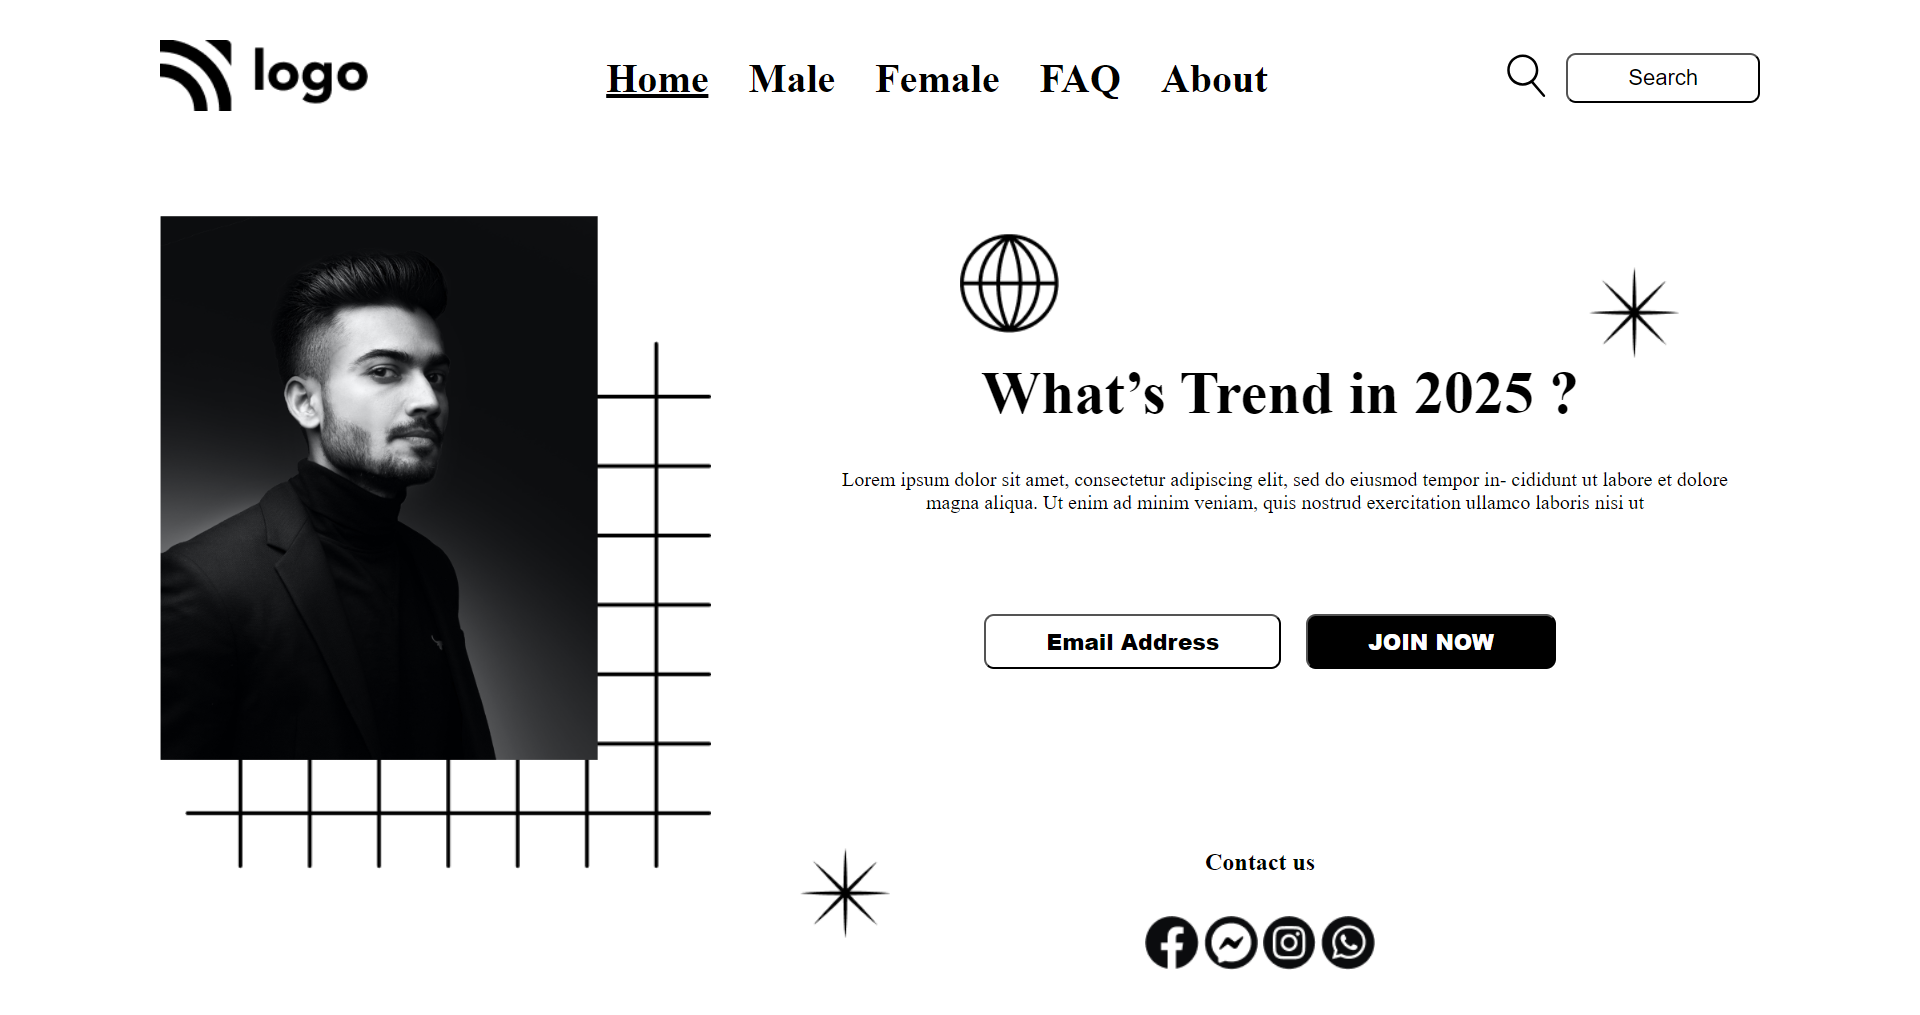 logo
Home Male Female FAQ About
Search
What’s Trend in 2025 ?
Lorem ipsum dolor sit amet, consectetur adipiscing elit, sed do eiusmod tempor in- cididunt ut labore et dolore
magna aliqua. Ut enim ad minim veniam, quis nostrud exercitation ullamco laboris nisi ut
Email Address
JOIN NOW
Contact us